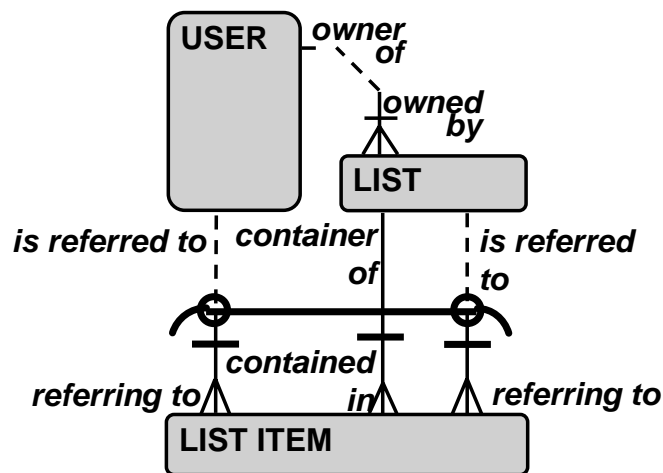 USER
owner
of
owned
by
LIST
is referred to
container
of
is referred
to
contained
in
referring to
referring to
LIST ITEM